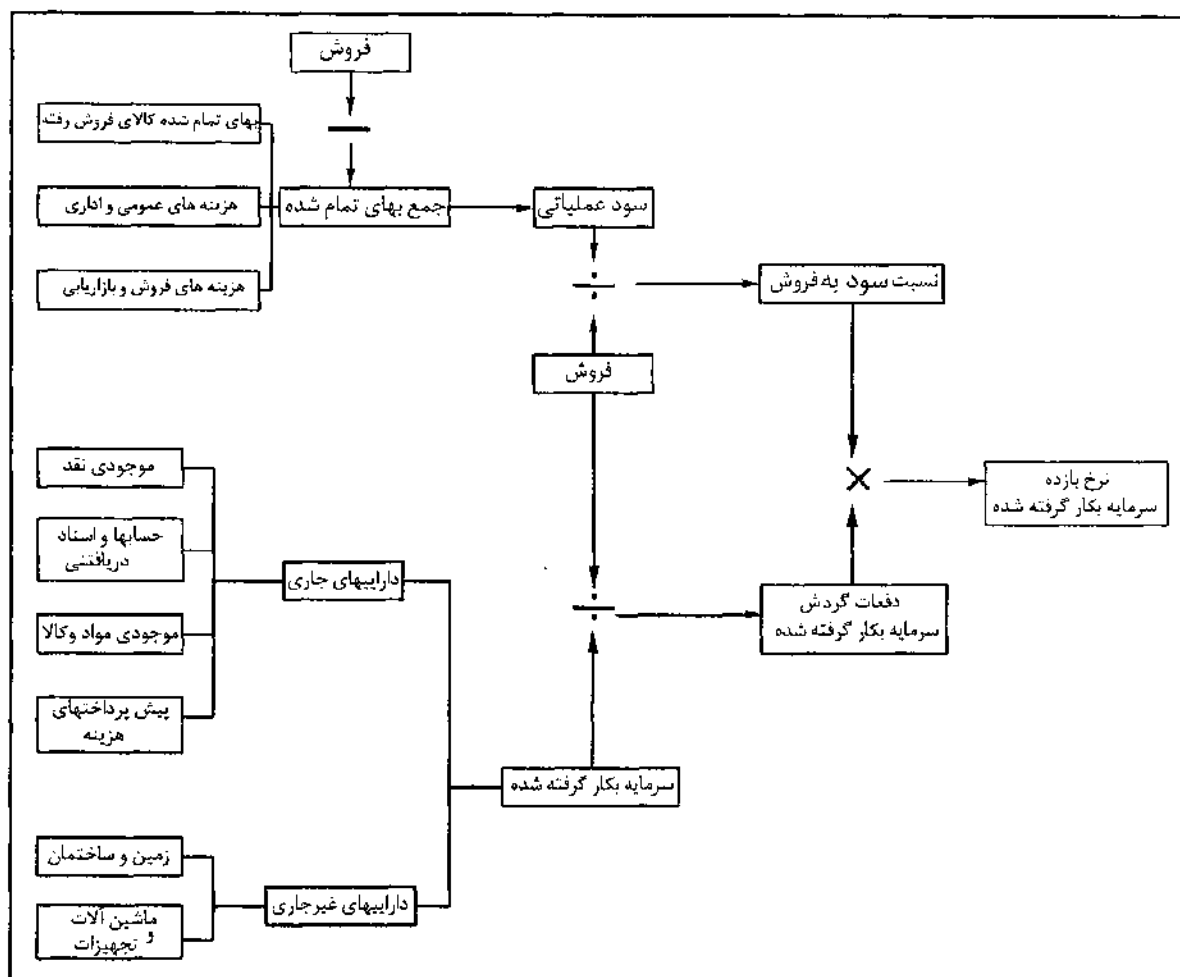 فروش
بهای تمام شده کالای فروش رفته
هزینه های عمومی و اداری
جمع بهای تمام شده
سود عملیاتی
هزینه های فروش و بازاریابی
نسبت سود به فروش
فروش
موجودی نقد
نرخ بازده
سرمایه بکار گرفته شده
حسابها و اسناد
دریافتنی
داراییهای جاری
دفعات گردش
سرمایه بکار گرفته شده
موجودی مواد وکالا
پیش پرداختهای
هزینه
سرمایه بکار گرفته شده
زمین و ساختمان
داراییهای غیرجاری
ماشین آلات
و
تجهیزات